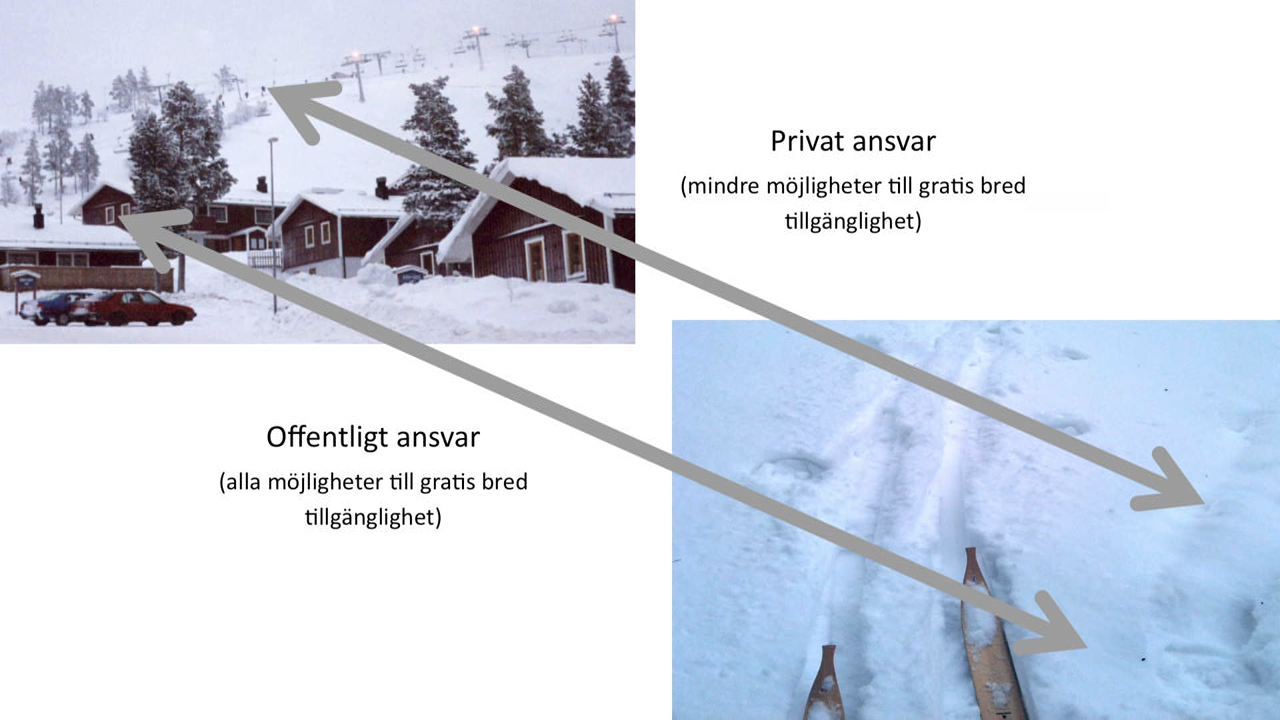 Privat ansvar
(mindre möjligheter till gratis bred
tillgänglighet)
Offentligt ansvar
(alla möjligheter till gratis bred
tillgänglighet)